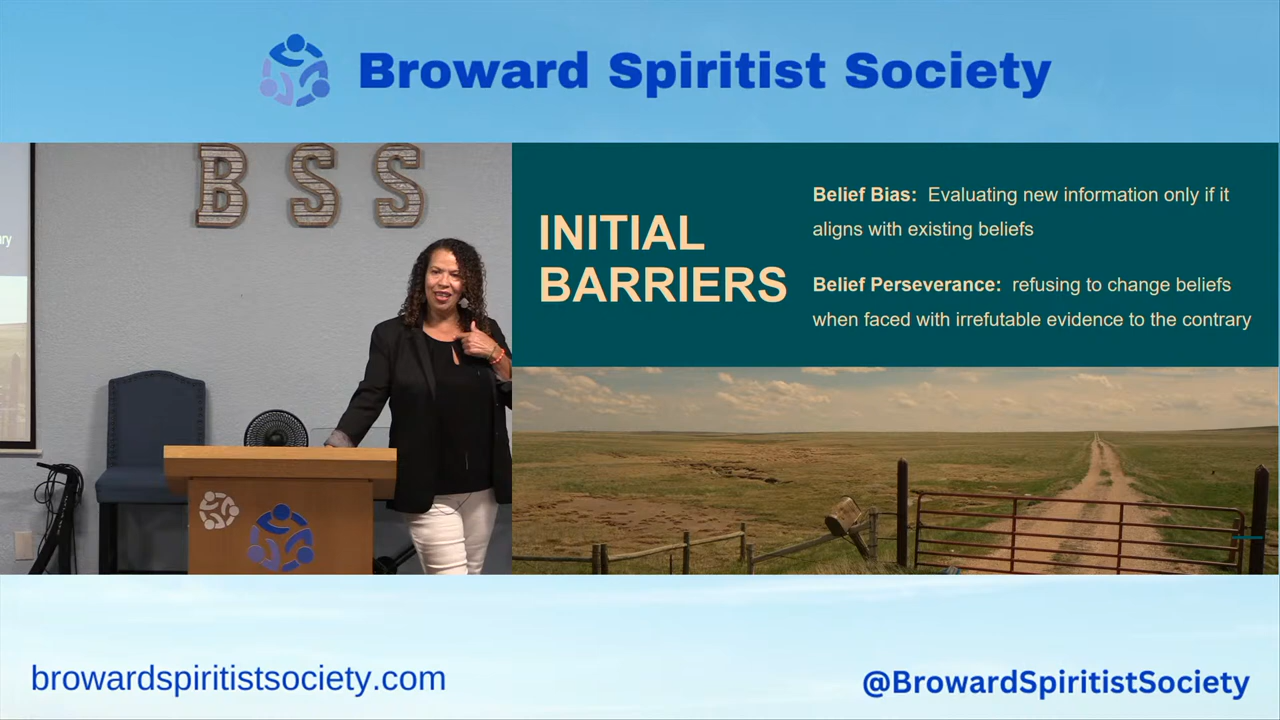 Broward Spiritist Society
BSS
ry
INITIAL
BARRIERS
Belief Bias: Evaluating new information only if it
aligns with existing beliefs
Belief Perseverance: refusing to change beliefs
when faced with irrefutable evidence to the contrary
browardspiritistsociety.com
@BrowardSpiritistSociety